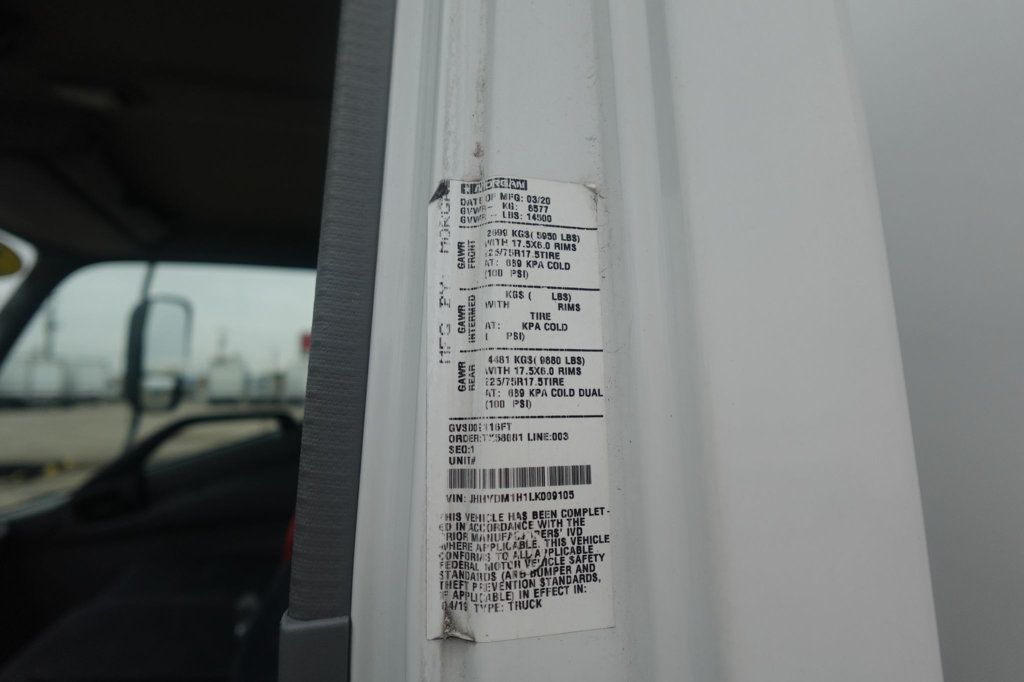 MORGAN
MFG BY MORGAN
DATE OF MFG: 03/20
GVWR - KG: 6577
GVWR - LBS: 14500
GAWR
FRONT
2699 KGS( 5950 LBS)
WITH 17.5X6.0 RIMS
225/75R17.5TIRE
AT: 689 KPA COLD
(100 PSI)
GAWR
INTERMED
KGS ( LBS)
WITH RIMS
TIRE
AT: KPA COLD
( PSI)
GAWR
REAR
4481 KGS( 9880 LBS)
WITH 17.5X6.0 RIMS
225/75R17.5TIRE
AT: 689 KPA COLD DUAL
(100 PSI)
LINE:003
SEQ:1
UNIT#
VIN: JHHYDM1H1LK009105
THIS VEHICLE HAS BEEN COMPLET-
ED IN ACCORDANCE WITH THE
PRIOR MANUFACTURERS' IVD
WHERE APPLICABLE. THIS VEHICLE
CONFORMS TO ALL APPLICABLE
FEDERAL MOTOR VEHICLE SAFETY
STANDARDS (AND BUMPER AND
THEFT PREVENTION STANDARDS,
IF APPLICABLE) IN EFFECT IN:
04/19 TYPE: TRUCK